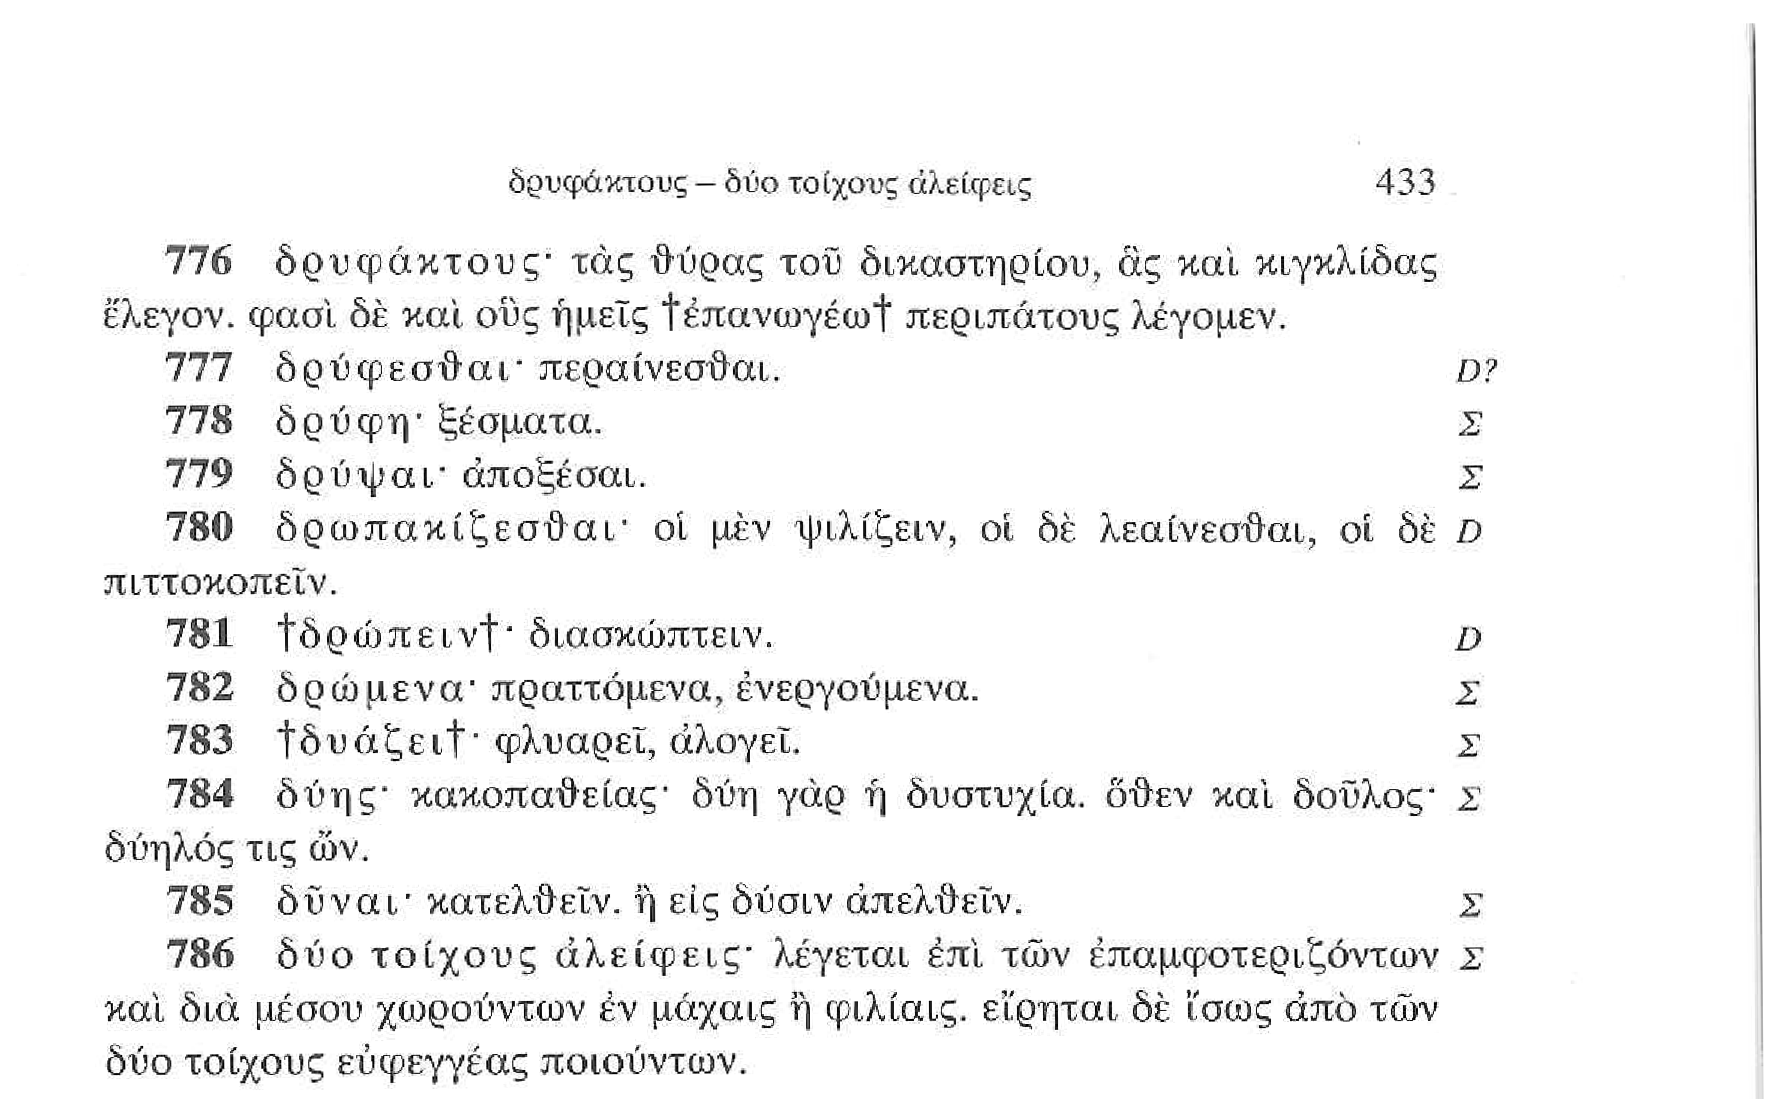 δρυφάκτους – δύο τοίχους ἀλείφεις 433
776 δρυφάκτους· τὰς θύρας τοῦ δικαστηρίου, ἃς καὶ κιγκλίδας
ἔλεγον. φασὶ δὲ καὶ οὓς ἡμεῖς †ἐπανωγέω† περιπάτους λέγομεν.
777 δρύφεσθαι· περαίνεσθαι. D?
778 δρύφη· ξέσματα. Σ
779 δρύψαι· ἀποξέσαι. Σ
780 δρωπακίζεσθαι· οἱ μὲν ψιλίζειν, οἱ δὲ λεαίνεσθαι, οἱ δὲ D
πιττοκοπεῖν.
781 †δρώπειν†· διασκώπτειν. D
782 δρώμενα· πραττόμενα, ἐνεργούμενα. Σ
783 †δυάζει†· φλυαρεῖ, ἀλογεῖ. Σ
784 δύης· κακοπαθείας· δύη γὰρ ἡ δυστυχία. ὅθεν καὶ δοῦλος· Σ
δύηλός τις ὤν.
785 δῦναι· κατελθεῖν. ἢ εἰς δύσιν ἀπελθεῖν. Σ
786 δύο τοίχους ἀλείφεις· λέγεται ἐπὶ τῶν ἐπαμφοτεριζόντων Σ
καὶ διὰ μέσου χωρούντων ἐν μάχαις ἢ φιλίαις. εἴρηται δὲ ἴσως ἀπὸ τῶν
δύο τοίχους εὐφεγγέας ποιούντων.